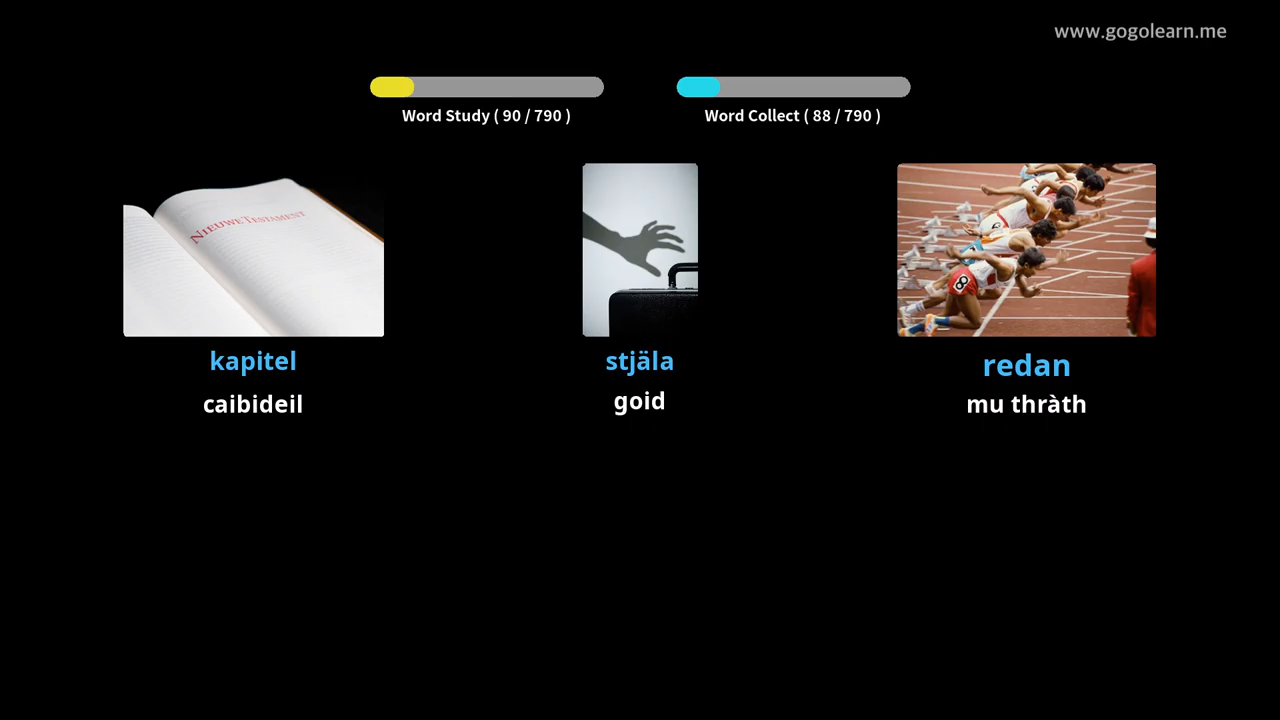 www.gogolearn.me
Word Study ( 90 / 790 )
Word Collect ( 88 / 790 )
NIEUWE TESTAMENT
8
kapitel
stjäla
redan
caibideil
goid
mu thràth